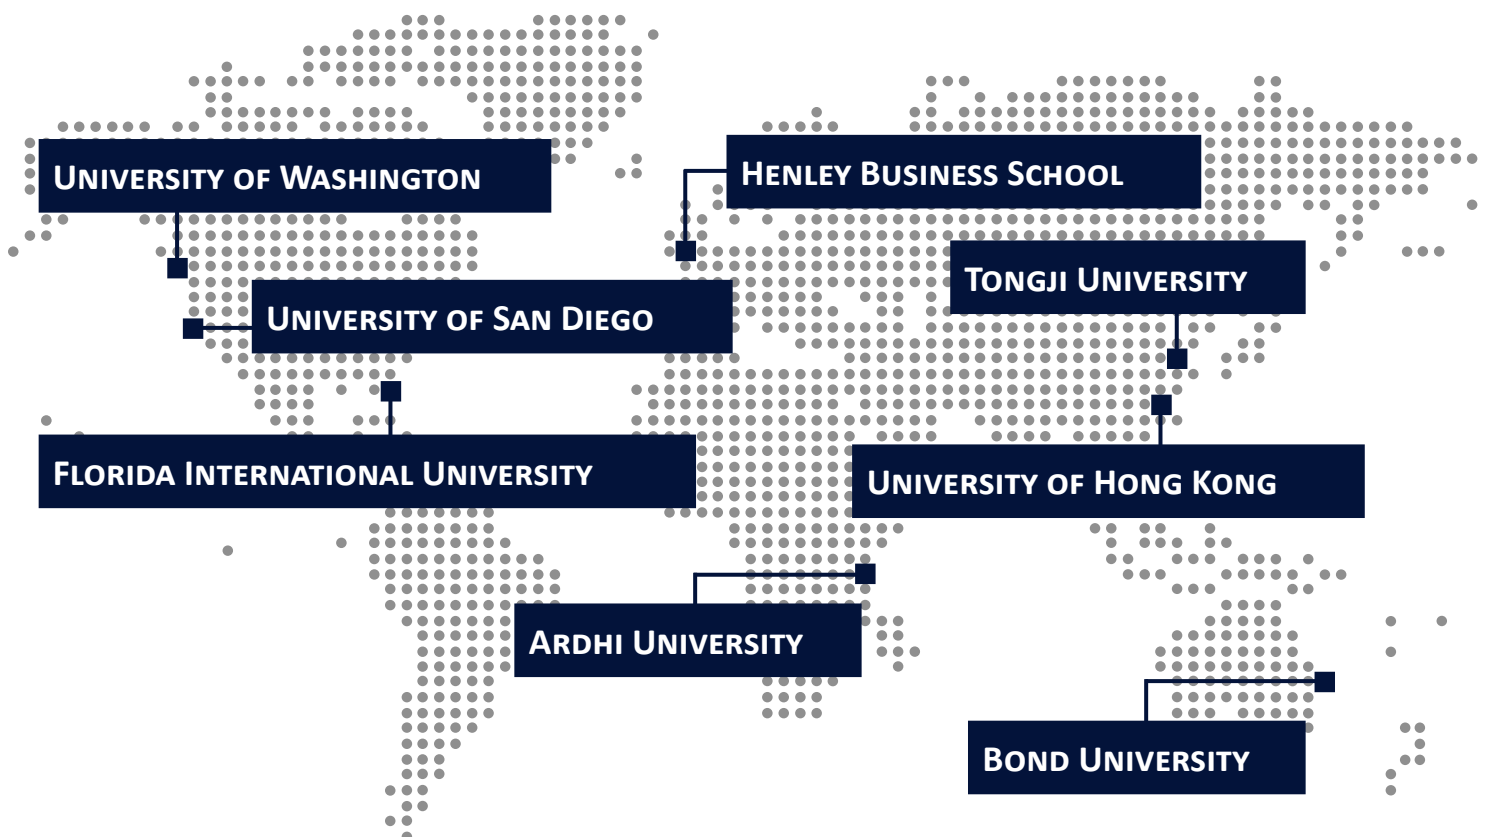 University of Washington
Henley Business School
Tongji University
University of San Diego
Florida International University
University of Hong Kong
Ardhi University
Bond University